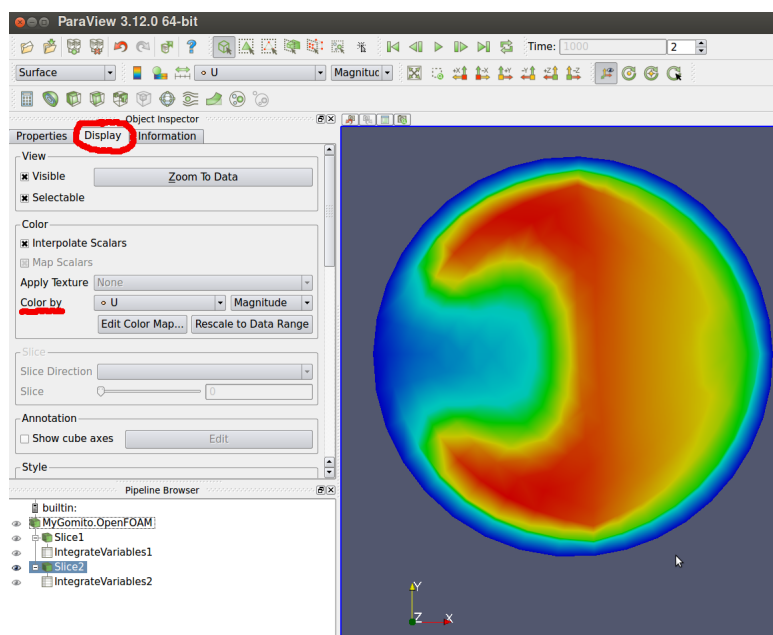 ParaView 3.12.0 64-bit
Time: 1000 2
Surface U Magnituc
Object Inspector
Properties Display Information
View
Visible Zoom To Data
Selectable
Color
Interpolate Scalars
Map Scalars
Apply Texture None
Color by U Magnitude
Edit Color Map... Rescale to Data Range
Slice
Slice Direction
Slice 0
Annotation
Show cube axes Edit
Style
Pipeline Browser
builtin:
MyGomito.OpenFOAM
Slice1
IntegrateVariables1
Slice2
IntegrateVariables2
Y
Z X